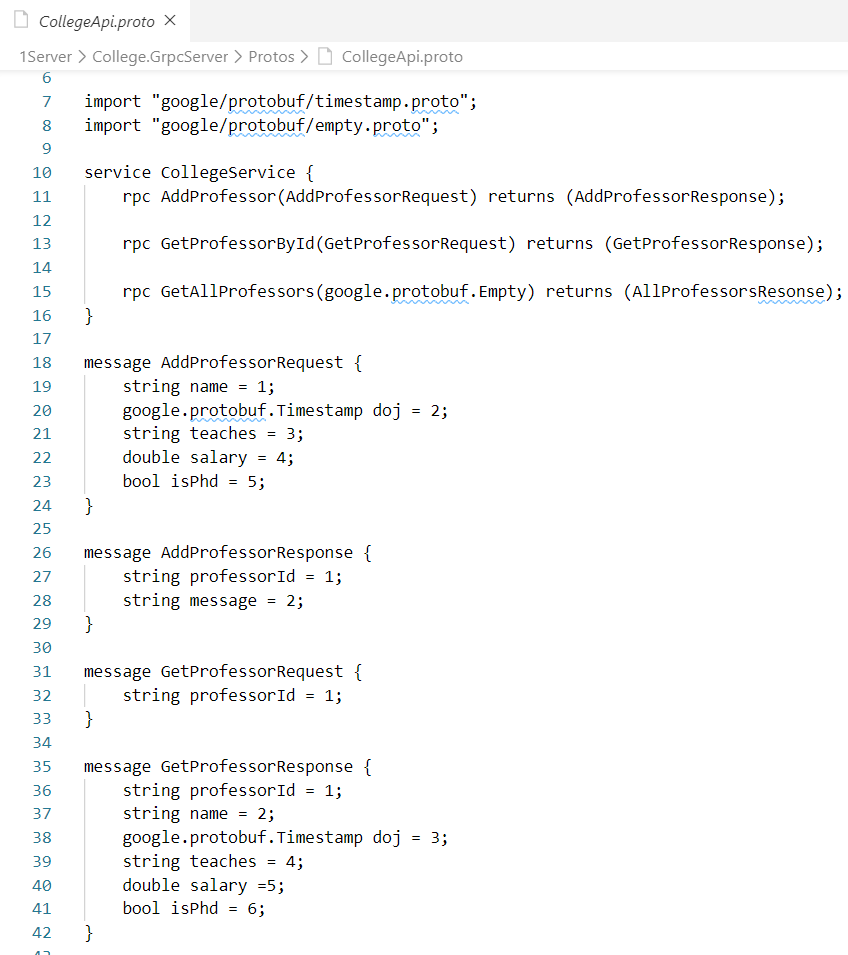 CollegeApi.proto ×
1Server > College.GrpcServer > Protos > CollegeApi.proto
6
7 import "google/protobuf/timestamp.proto";
8 import "google/protobuf/empty.proto";
9
10 service CollegeService {
11 rpc AddProfessor(AddProfessorRequest) returns (AddProfessorResponse);
12
13 rpc GetProfessorById(GetProfessorRequest) returns (GetProfessorResponse);
14
15 rpc GetAllProfessors(google.protobuf.Empty) returns (AllProfessorsResonse);
16 }
17
18 message AddProfessorRequest {
19 string name = 1;
20 google.protobuf.Timestamp doj = 2;
21 string teaches = 3;
22 double salary = 4;
23 bool isPhd = 5;
24 }
25
26 message AddProfessorResponse {
27 string professorId = 1;
28 string message = 2;
29 }
30
31 message GetProfessorRequest {
32 string professorId = 1;
33 }
34
35 message GetProfessorResponse {
36 string professorId = 1;
37 string name = 2;
38 google.protobuf.Timestamp doj = 3;
39 string teaches = 4;
40 double salary =5;
41 bool isPhd = 6;
42 }